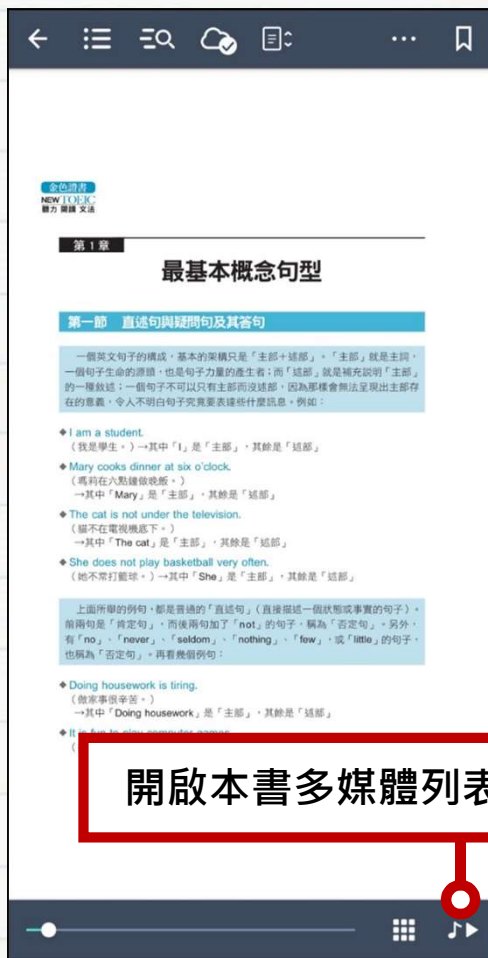 金色證書
NEW TOEIC
聽力 閱讀 文法
第 1 章
最基本概念句型
第一節 直述句與疑問句及其答句
一個英文句子的構成，基本的架構只是「主部＋述部」。「主部」就是主詞，
一個句子生命的源頭，也是句子力量的產生者；而「述部」就是補充說明「主部」
的一種敘述；一個句子不可以只有主部而沒述部，因為那樣會無法呈現出主部存
在的意義，令人不明白句子究竟要表達些什麼訊息。例如：
◆I am a student.
（我是學生。）→其中「I」是「主部」，其餘是「述部」
◆Mary cooks dinner at six o'clock.
（瑪莉在六點鐘做晚飯。）
→其中「Mary」是「主部」，其餘是「述部」
◆The cat is not under the television.
（貓不在電視機底下。）
→其中「The cat」是「主部」，其餘是「述部」
◆She does not play basketball very often.
（她不常打籃球。）→其中「She」是「主部」，其餘是「述部」
上面所舉的例句，都是普通的「直述句」（直接描述一個狀態或事實的句子）。
前兩句是「肯定句」，而後兩句加了「not」的句子，稱為「否定句」。另外，
有「no」、「never」、「seldom」、「nothing」、「few」，或「little」的句子，
也稱為「否定句」。再看幾個例句：
◆Doing housework is tiring.
（做家事很辛苦。）
→其中「Doing housework」是「主部」，其餘是「述部」
◆It is fun to play computer games.
開啟本書多媒體列表